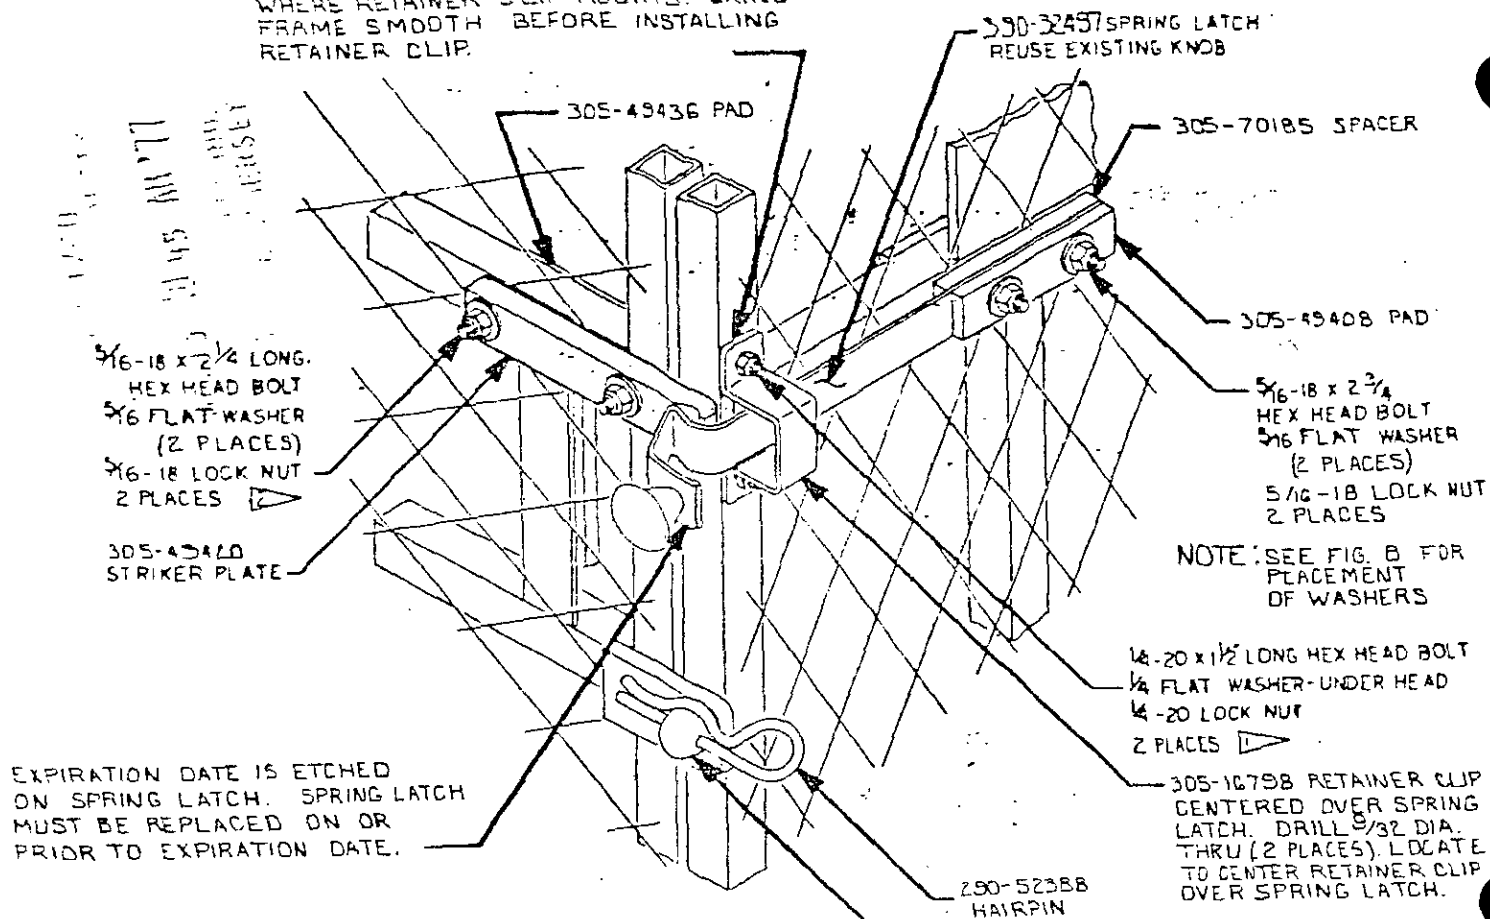 WHERE RETAINER CLIP
FRAME SMOOTH BEFORE INSTALLING
RETAINER CLIP.
390-32497 SPRING LATCH
REUSE EXISTING KNOB
305-49436 PAD
305-70185 SPACER
305-49408 PAD
5/16-18 x 2 1/4 LONG.
HEX HEAD BOLT
5/16 FLAT WASHER
(2 PLACES)
5/16-18 LOCK NUT
2 PLACES 2
STRIKER PLATE
5/16-18 x 2 3/4
HEX HEAD BOLT
5/16 FLAT WASHER
(2 PLACES)
5/16-18 LOCK NUT
2 PLACES
NOTE: SEE FIG. B FOR
PLACEMENT
OF WASHERS
1/4-20 x 1 1/2 LONG HEX HEAD BOLT
1/4 FLAT WASHER-UNDER HEAD
1/4-20 LOCK NUT
2 PLACES 1
305-16798 RETAINER CLIP
CENTERED OVER SPRING
LATCH. DRILL 9/32 DIA.
THRU (2 PLACES). LOCATE
TO CENTER RETAINER CLIP
OVER SPRING LATCH.
EXPIRATION DATE IS ETCHED
ON SPRING LATCH. SPRING LATCH
MUST BE REPLACED ON OR
PRIOR TO EXPIRATION DATE.
290-52388
HAIRPIN